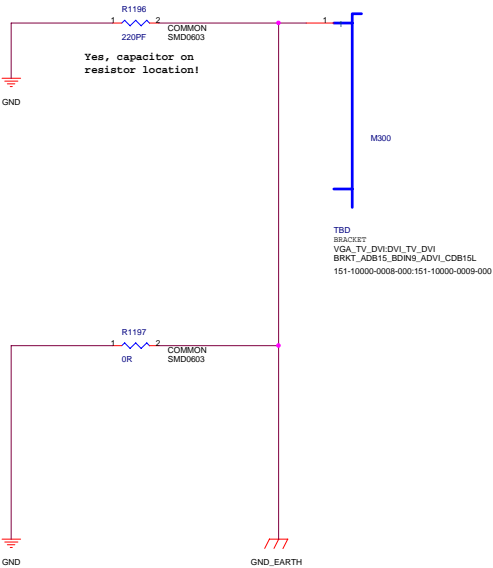 R1196
1 2
COMMON
220PF
SMD0603
Yes, capacitor on
resistor location!
GND
1
1
M300
TBD
BRACKET
VGA_TV_DVI:DVI_TV_DVI
BRKT_ADB15_BDIN9_ADVI_CDB15L
151-10000-0008-000:151-10000-0009-000
R1197
1 2
COMMON
0R
SMD0603
GND
GND_EARTH